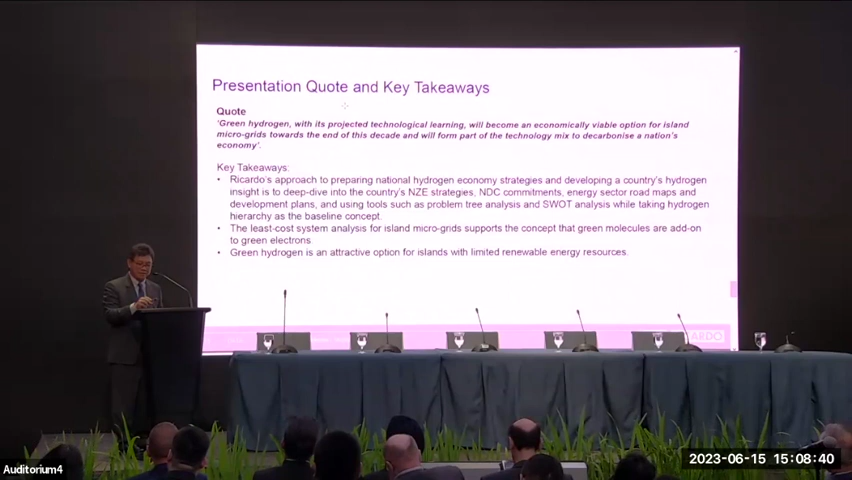 Presentation Quote and Key Takeaways
Quote
'Green hydrogen, with its projected technological learning, will become an economically viable option for island
micro-grids towards the end of this decade and will form part of the technology mix to decarbonise a nation's
economy'.
Key Takeaways:
• Ricardo's approach to preparing national hydrogen economy strategies and developing a country's hydrogen
insight is to deep-dive into the country's NZE strategies, NDC commitments, energy sector road maps and
development plans, and using tools such as problem tree analysis and SWOT analysis while taking hydrogen
hierarchy as the baseline concept.
• The least-cost system analysis for island micro-grids supports the concept that green molecules are add-on
to green electrons
• Green hydrogen is an attractive option for islands with limited renewable energy resources.
ARDO
Auditorium4
2023-06-15 15:08:40